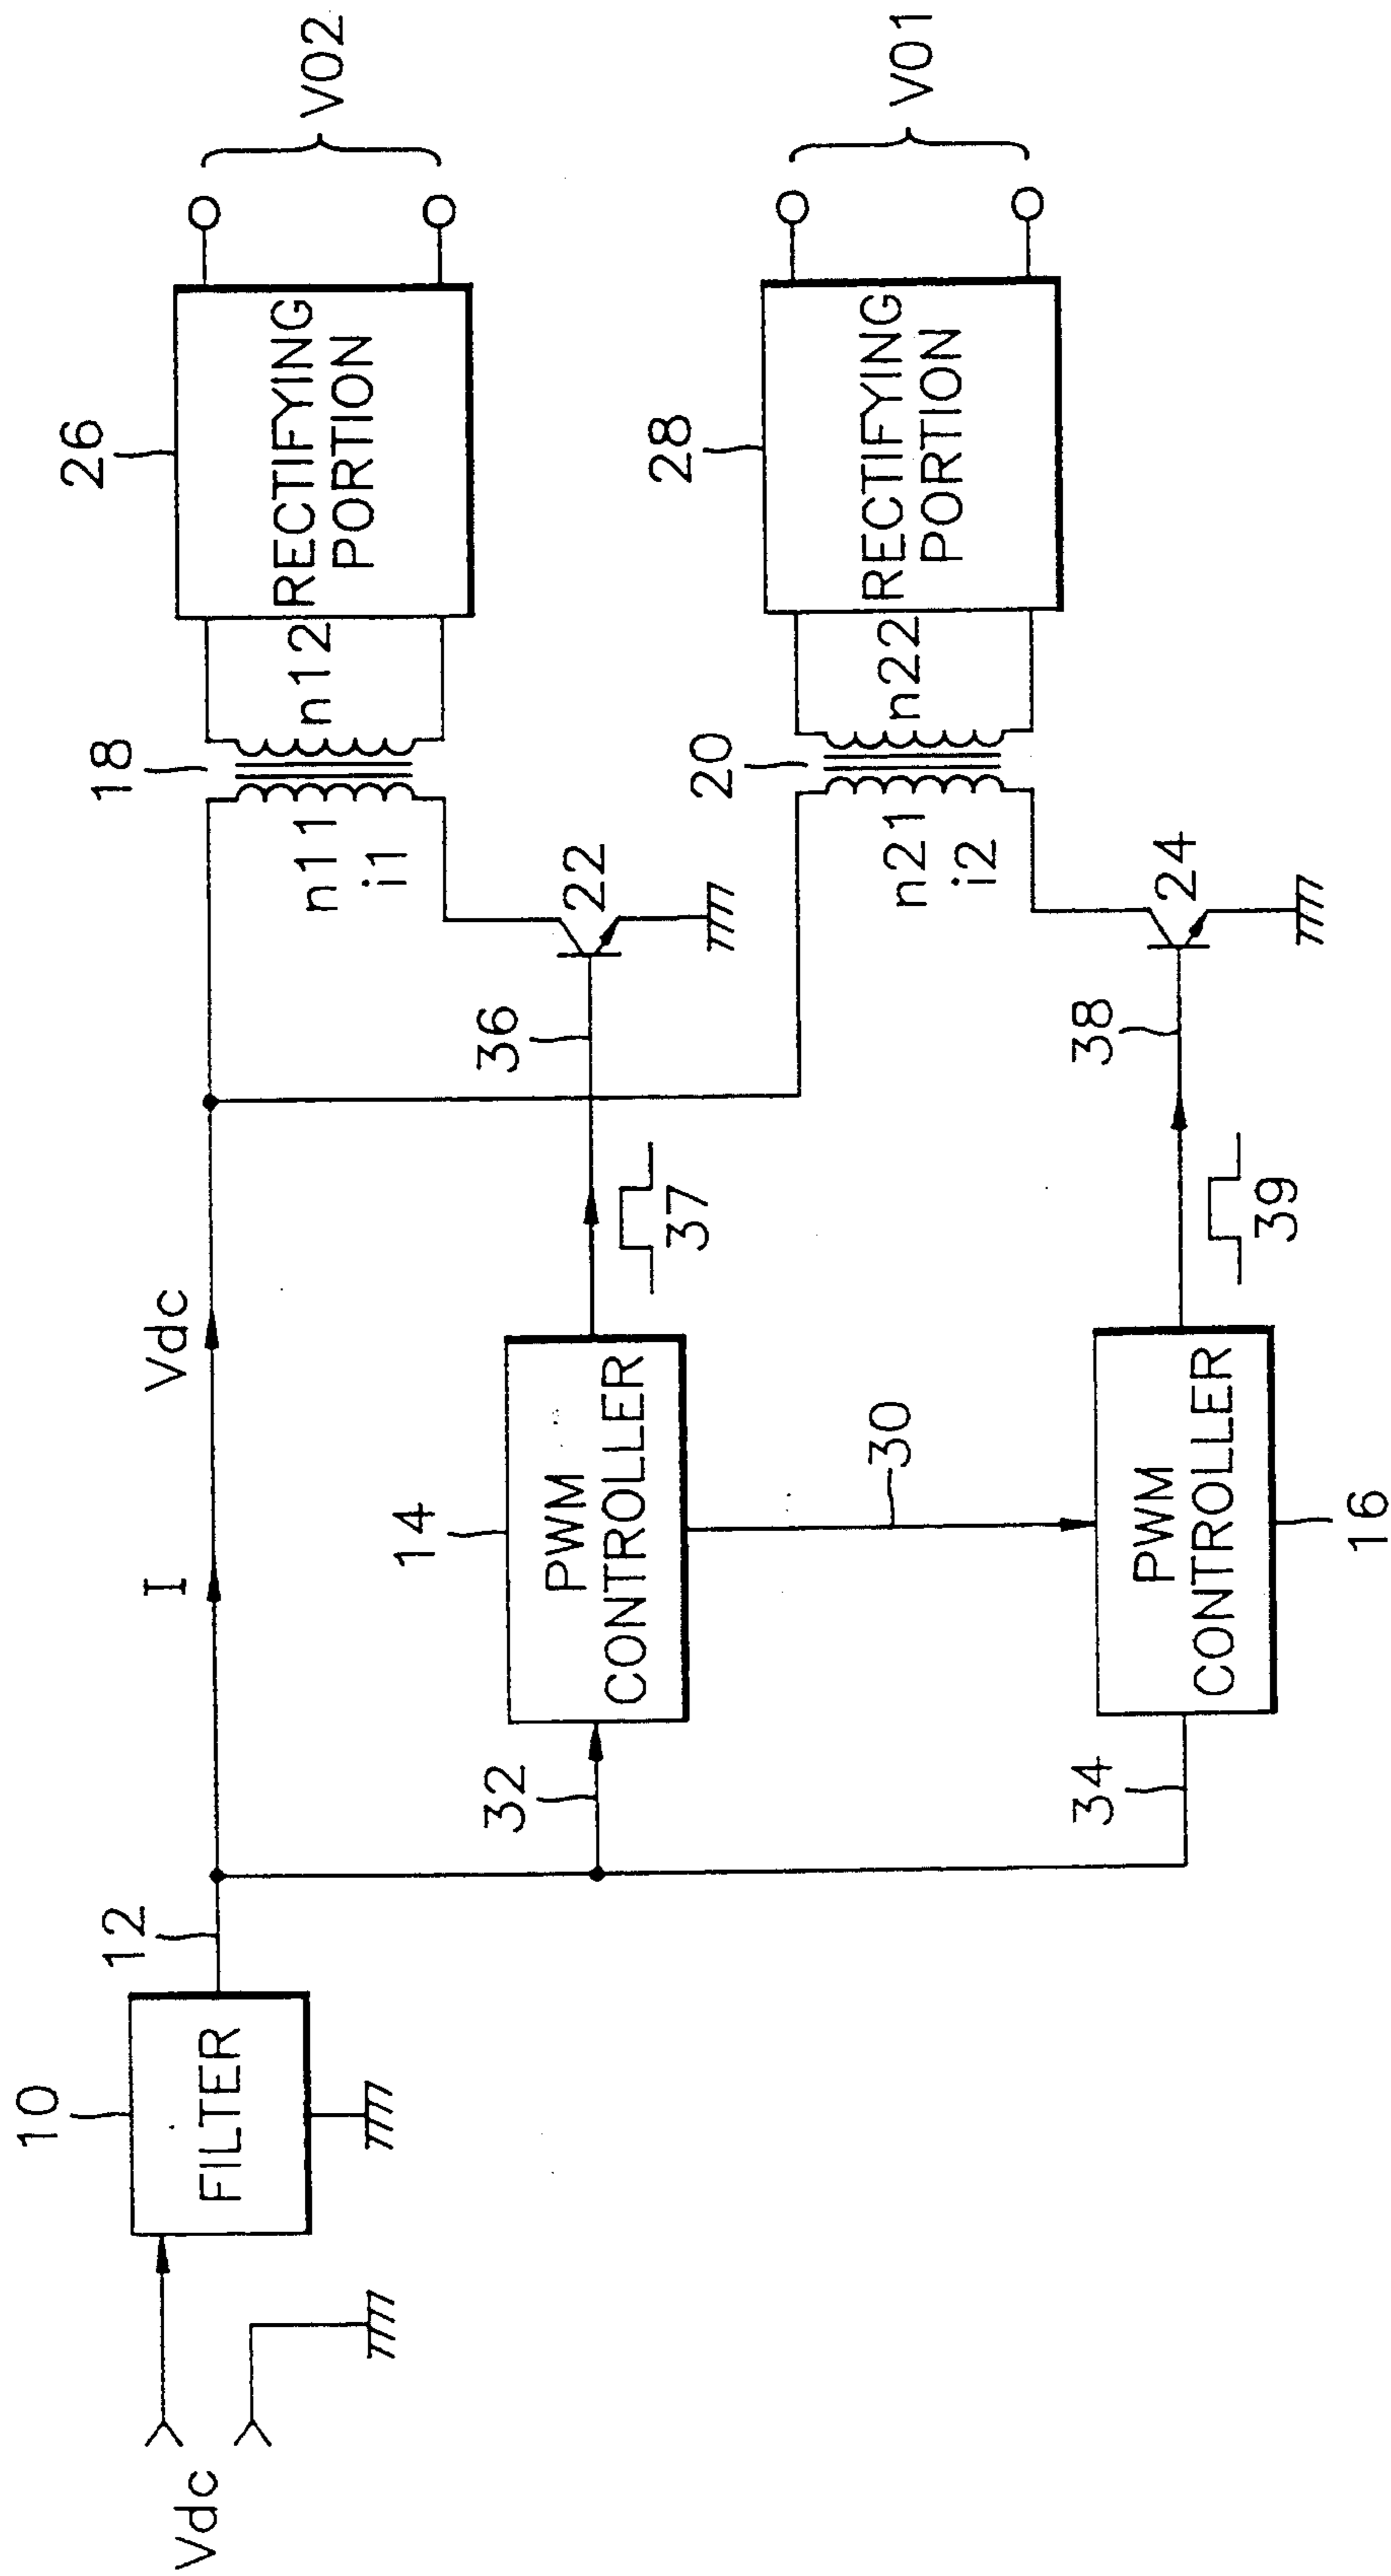 Vdc
10
FILTER
12
I
Vdc
32
34
14
PWM
CONTROLLER
30
PWM
CONTROLLER
16
37
39
36
38
22
24
18
n11
i1
n12
20
n21
i2
n22
26
RECTIFYING
PORTION
28
RECTIFYING
PORTION
V02
V01